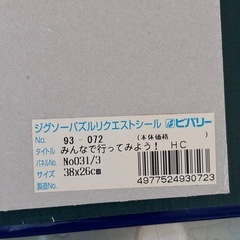 ジグソーパズルリクエストシール ビバリー
No. 93-072 (本体価格 )
タイトル みんなで行ってみよう! HC
パネルNo. No031/3
サイズ 38x26cm
製造No.
4977524930723